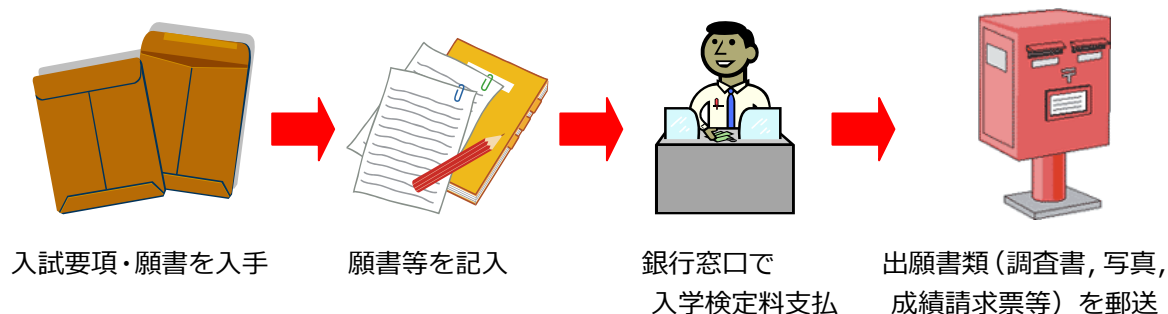 入試要項・願書を入手
願書等を記入
銀行窓口で
入学検定料支払
出願書類（調査書, 写真,
成績請求票等）を郵送